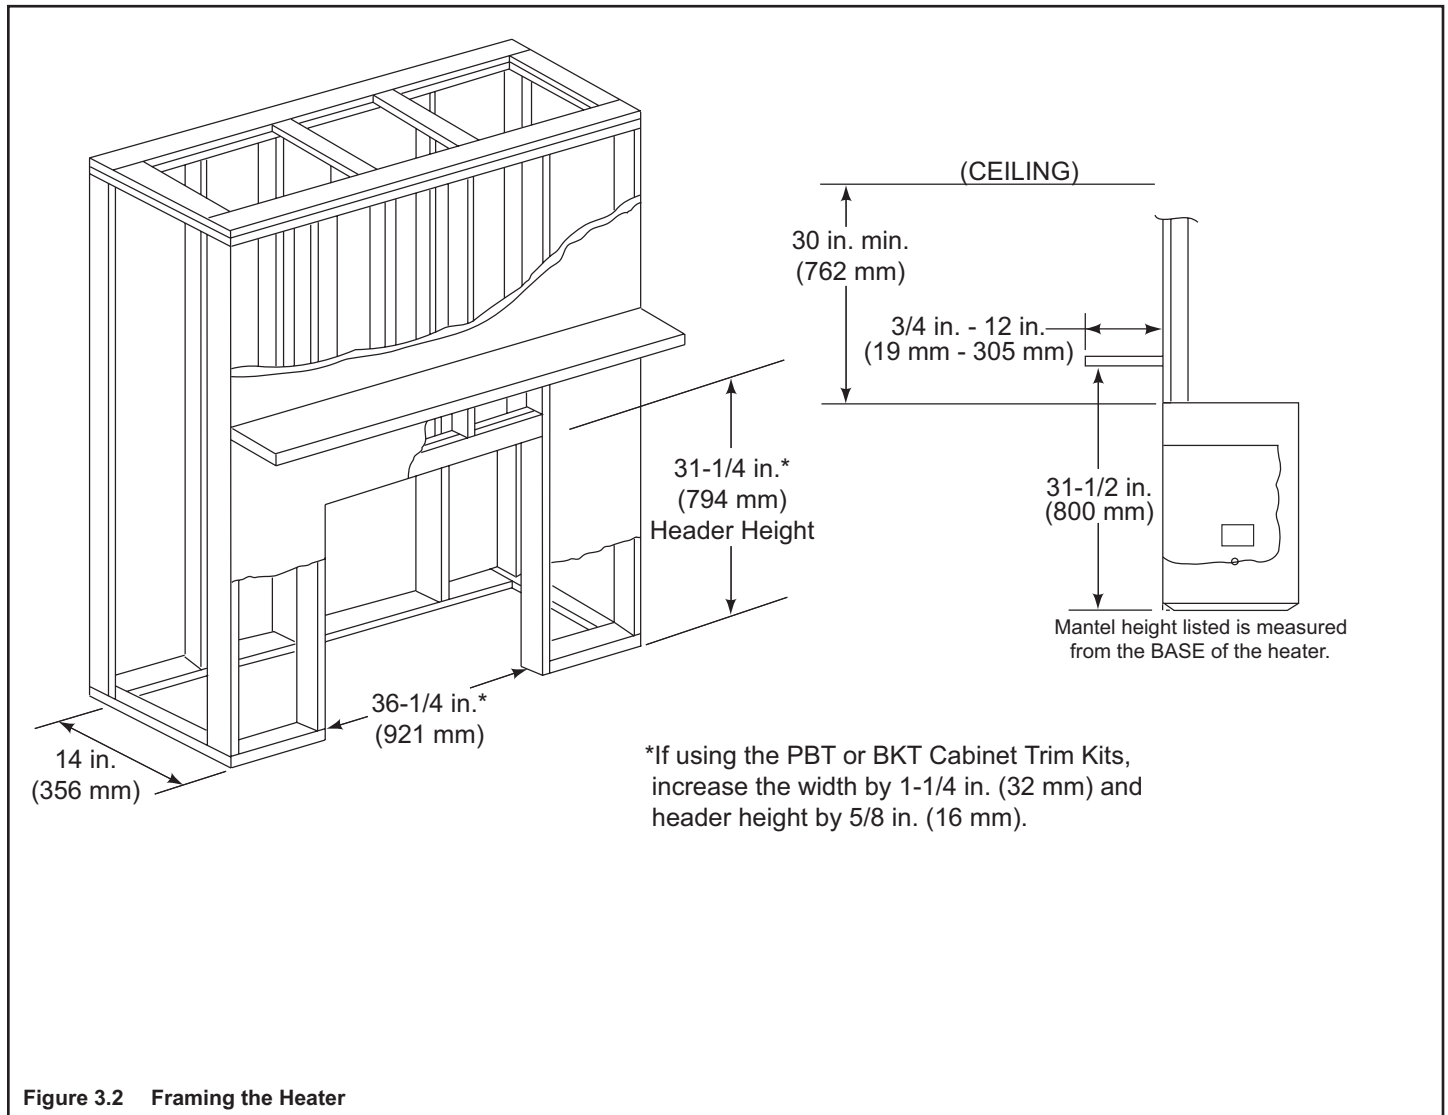 (CEILING)
30 in. min.
(762 mm)
3/4 in. - 12 in.
(19 mm - 305 mm)
31-1/4 in.*
(794 mm)
Header Height
31-1/2 in.
(800 mm)
Mantel height listed is measured
from the BASE of the heater.
36-1/4 in.*
(921 mm)
14 in.
(356 mm)
*If using the PBT or BKT Cabinet Trim Kits,
increase the width by 1-1/4 in. (32 mm) and
header height by 5/8 in. (16 mm).
Figure 3.2 Framing the Heater